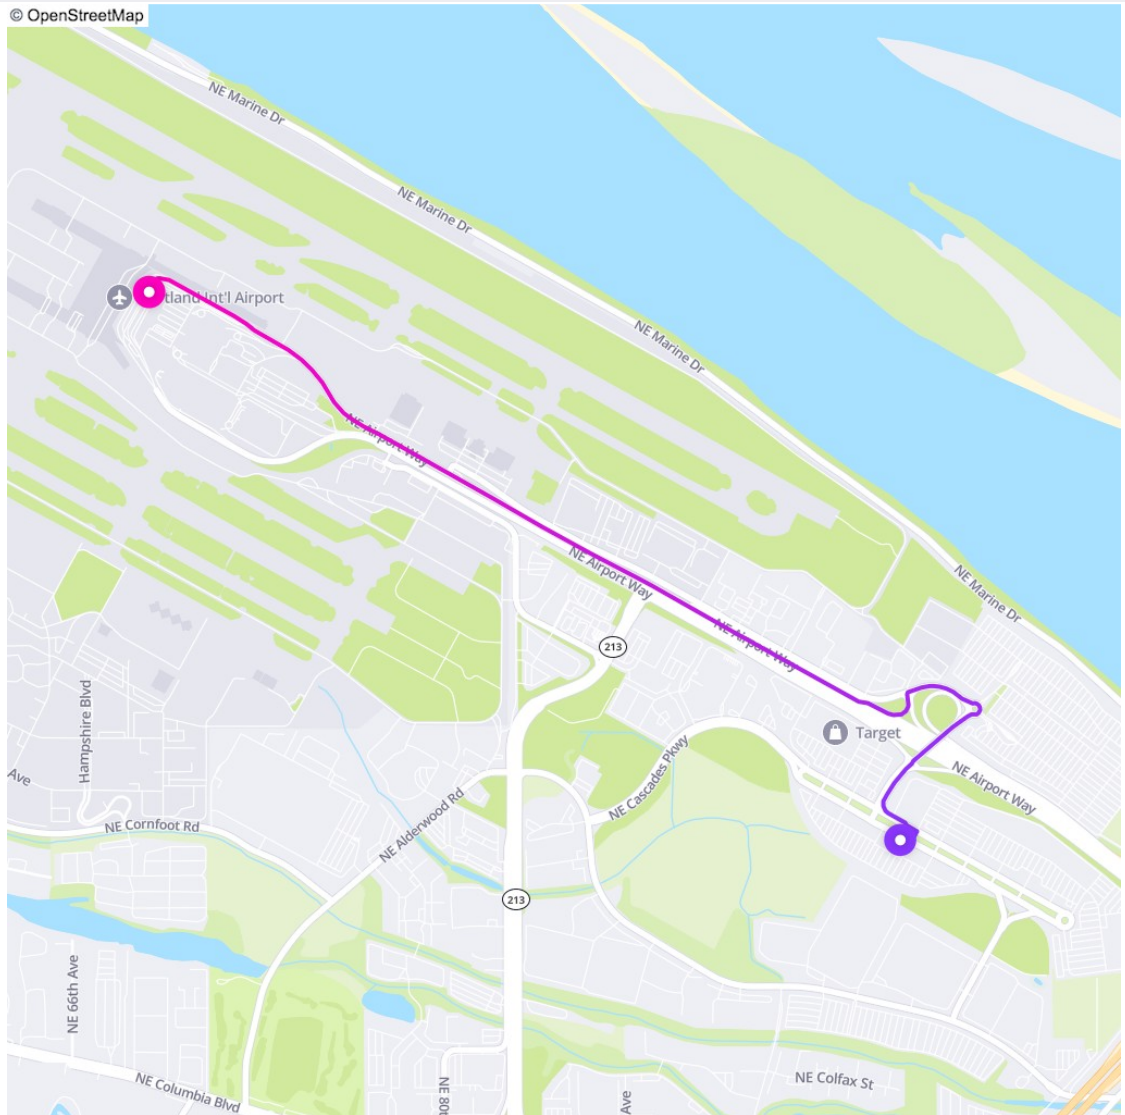 © OpenStreetMap
NE Marine Dr
NE Marine Dr
tland Int'l Airport
NE Marine Dr
NE Airport Way
NE Airport Way
NE Marine Dr
NE Airport Way
213
Hampshire Blvd
Target
Ave
NE Cascades Pkwy
NE Airport Way
NE Cornfoot Rd
NE Alderwood Rd
213
NE 66th Ave
NE Columbia Blvd
NE Colfax St
Ave